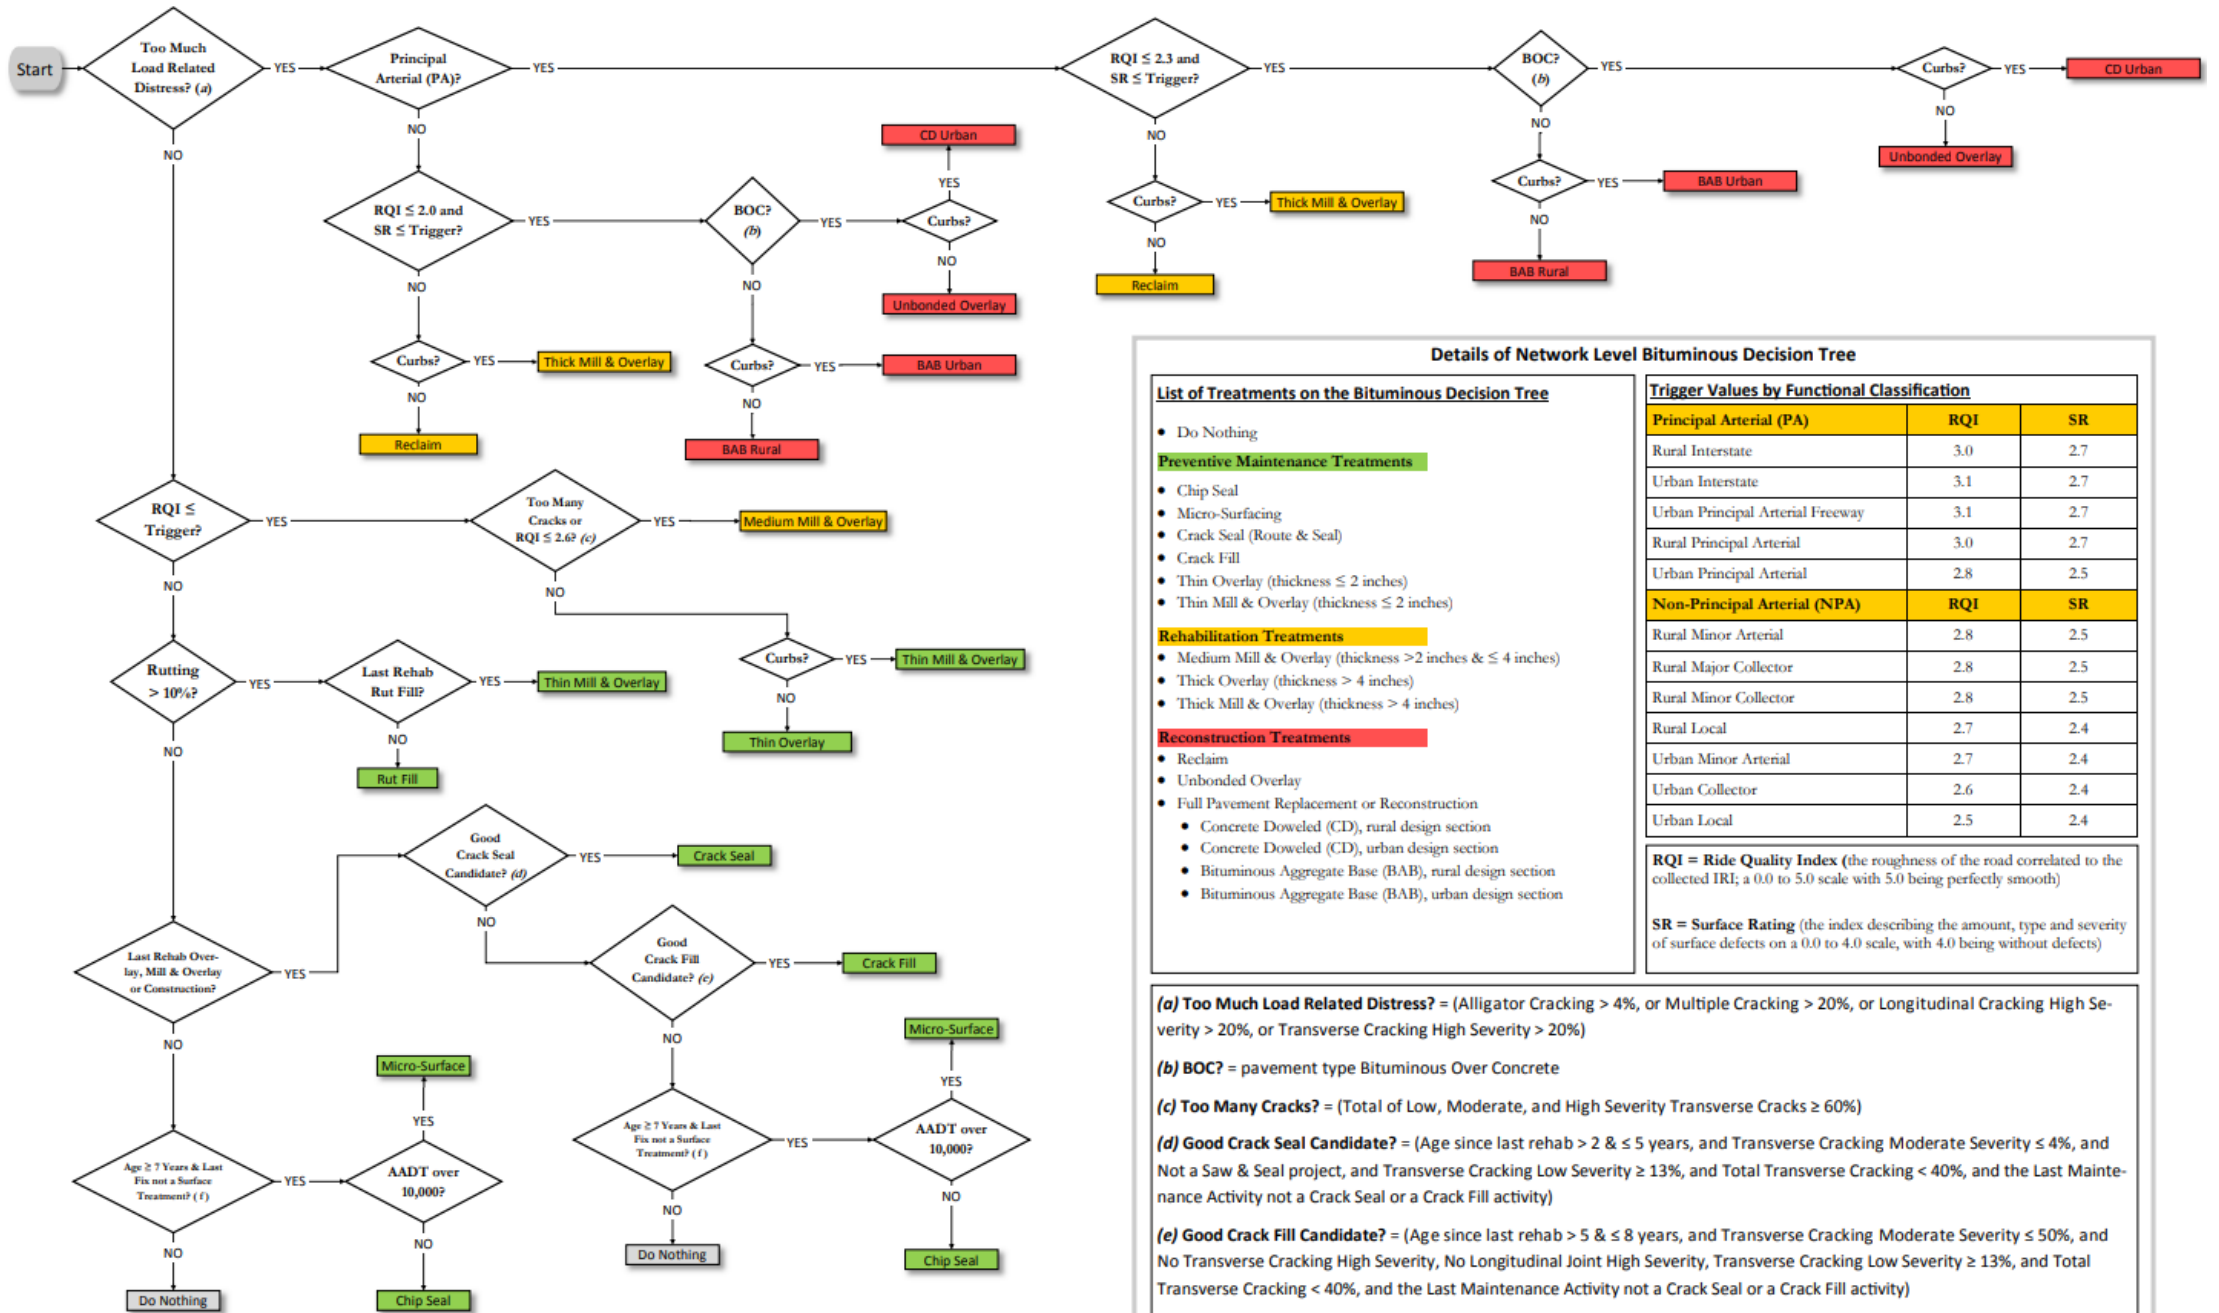 Start
Too Much
Load Related
Distress? (a)
YES
Principal
Arterial (PA)?
YES
RQI ≤ 2.3 and
SR ≤ Trigger?
YES
BOC?
(b)
YES
Curbs?
YES
CD Urban
NO
Unbonded Overlay
NO
Curbs?
YES
BAB Urban
NO
BAB Rural
NO
Curbs?
YES
Thick Mill & Overlay
NO
Reclaim
NO
RQI ≤ 2.0 and
SR ≤ Trigger?
YES
BOC?
(b)
YES
Curbs?
YES
CD Urban
NO
Unbonded Overlay
NO
Curbs?
YES
BAB Urban
NO
BAB Rural
NO
Curbs?
YES
Thick Mill & Overlay
NO
Reclaim
NO
RQI ≤
Trigger?
YES
Too Many
Cracks or
RQI ≤ 2.6? (c)
YES
Medium Mill & Overlay
NO
Curbs?
YES
Thin Mill & Overlay
NO
Thin Overlay
NO
Rutting
> 10%?
YES
Last Rehab
Rut Fill?
YES
Thin Mill & Overlay
NO
Rut Fill
NO
Last Rehab Over-
lay, Mill & Overlay
or Construction?
YES
Good
Crack Seal
Candidate? (d)
YES
Crack Seal
NO
Good
Crack Fill
Candidate? (e)
YES
Crack Fill
NO
Age ≥ 7 Years & Last
Fix not a Surface
Treatment? ( f )
YES
AADT over
10,000?
YES
Micro-Surface
NO
Chip Seal
NO
Do Nothing
NO
Age ≥ 7 Years & Last
Fix not a Surface
Treatment? ( f )
YES
AADT over
10,000?
YES
Micro-Surface
NO
Chip Seal
NO
Do Nothing
Details of Network Level Bituminous Decision Tree
List of Treatments on the Bituminous Decision Tree
• Do Nothing
Preventive Maintenance Treatments
• Chip Seal
• Micro-Surfacing
• Crack Seal (Route & Seal)
• Crack Fill
• Thin Overlay (thickness ≤ 2 inches)
• Thin Mill & Overlay (thickness ≤ 2 inches)
Rehabilitation Treatments
• Medium Mill & Overlay (thickness >2 inches & ≤ 4 inches)
• Thick Overlay (thickness > 4 inches)
• Thick Mill & Overlay (thickness > 4 inches)
Reconstruction Treatments
• Reclaim
• Unbonded Overlay
• Full Pavement Replacement or Reconstruction
• Concrete Doweled (CD), rural design section
• Concrete Doweled (CD), urban design section
• Bituminous Aggregate Base (BAB), rural design section
• Bituminous Aggregate Base (BAB), urban design section
Trigger Values by Functional Classification
Principal Arterial (PA) RQI SR
Rural Interstate 3.0 2.7
Urban Interstate 3.1 2.7
Urban Principal Arterial Freeway 3.1 2.7
Rural Principal Arterial 3.0 2.7
Urban Principal Arterial 2.8 2.5
Non-Principal Arterial (NPA) RQI SR
Rural Minor Arterial 2.8 2.5
Rural Major Collector 2.8 2.5
Rural Minor Collector 2.8 2.5
Rural Local 2.7 2.4
Urban Minor Arterial 2.7 2.4
Urban Collector 2.6 2.4
Urban Local 2.5 2.4
RQI = Ride Quality Index (the roughness of the road correlated to the
collected IRI; a 0.0 to 5.0 scale with 5.0 being perfectly smooth)
SR = Surface Rating (the index describing the amount, type and severity
of surface defects on a 0.0 to 4.0 scale, with 4.0 being without defects)
(a) Too Much Load Related Distress? = (Alligator Cracking > 4%, or Multiple Cracking > 20%, or Longitudinal Cracking High Se-
verity > 20%, or Transverse Cracking High Severity > 20%)
(b) BOC? = pavement type Bituminous Over Concrete
(c) Too Many Cracks? = (Total of Low, Moderate, and High Severity Transverse Cracks ≥ 60%)
(d) Good Crack Seal Candidate? = (Age since last rehab > 2 & ≤ 5 years, and Transverse Cracking Moderate Severity ≤ 4%, and
Not a Saw & Seal project, and Transverse Cracking Low Severity ≥ 13%, and Total Transverse Cracking < 40%, and the Last Mainte-
nance Activity not a Crack Seal or a Crack Fill activity)
(e) Good Crack Fill Candidate? = (Age since last rehab > 5 & ≤ 8 years, and Transverse Cracking Moderate Severity ≤ 50%, and
No Transverse Cracking High Severity, No Longitudinal Joint High Severity, Transverse Cracking Low Severity ≥ 13%, and Total
Transverse Cracking < 40%, and the Last Maintenance Activity not a Crack Seal or a Crack Fill activity)